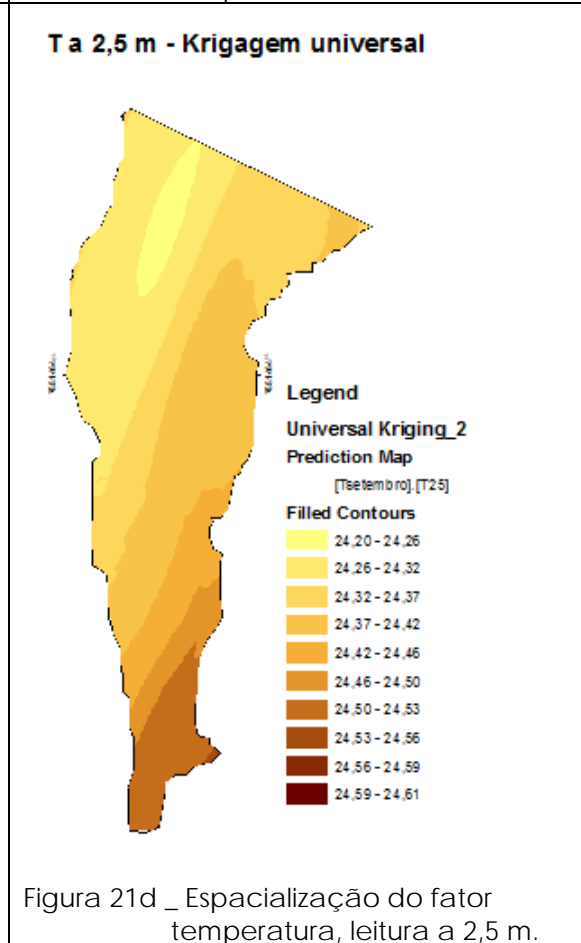 T a 2,5 m - Krigagem universal
Legend
Universal Kriging_2
Prediction Map
[Tsetembro].[T25]
Filled Contours
24,20 - 24,26
24,26 - 24,32
24,32 - 24,37
24,37 - 24,42
24,42 - 24,46
24,46 - 24,50
24,50 - 24,53
24,53 - 24,56
24,56 - 24,59
24,59 - 24,61
Figura 21d _ Espacialização do fator
temperatura, leitura a 2,5 m.